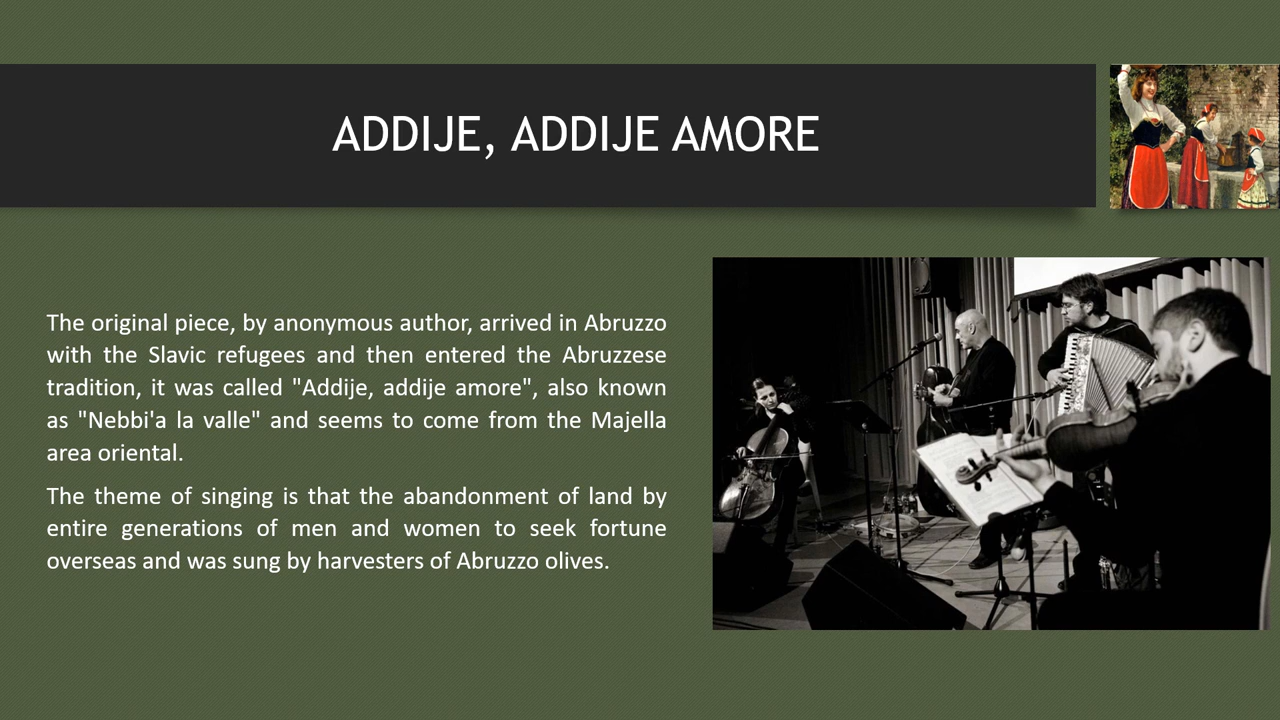 ADDIJE, ADDIJE AMORE
The original piece, by anonymous author, arrived in Abruzzo
with the Slavic refugees and then entered the Abruzzese
tradition, it was called "Addije, addije amore", also known
as "Nebbi'a la valle" and seems to come from the Majella
area oriental.
The theme of singing is that the abandonment of land by
entire generations of men and women to seek fortune
overseas and was sung by harvesters of Abruzzo olives.